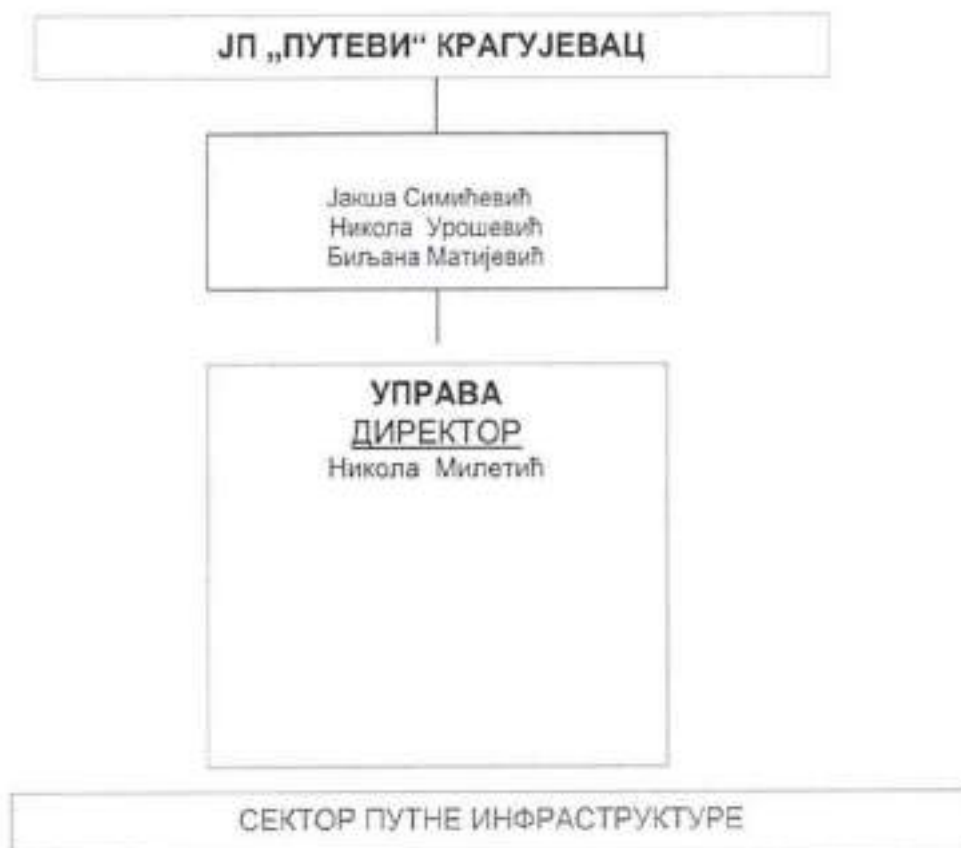 ЈП „ПУТЕВИ“ КРАГУЈЕВАЦ
Јакша Симићевић
Никола Урошевић
Биљана Матијевић
УПРАВА
ДИРЕКТОР
Никола Милетић
СЕКТОР ПУТНЕ ИНФРАСТРУКТУРЕ